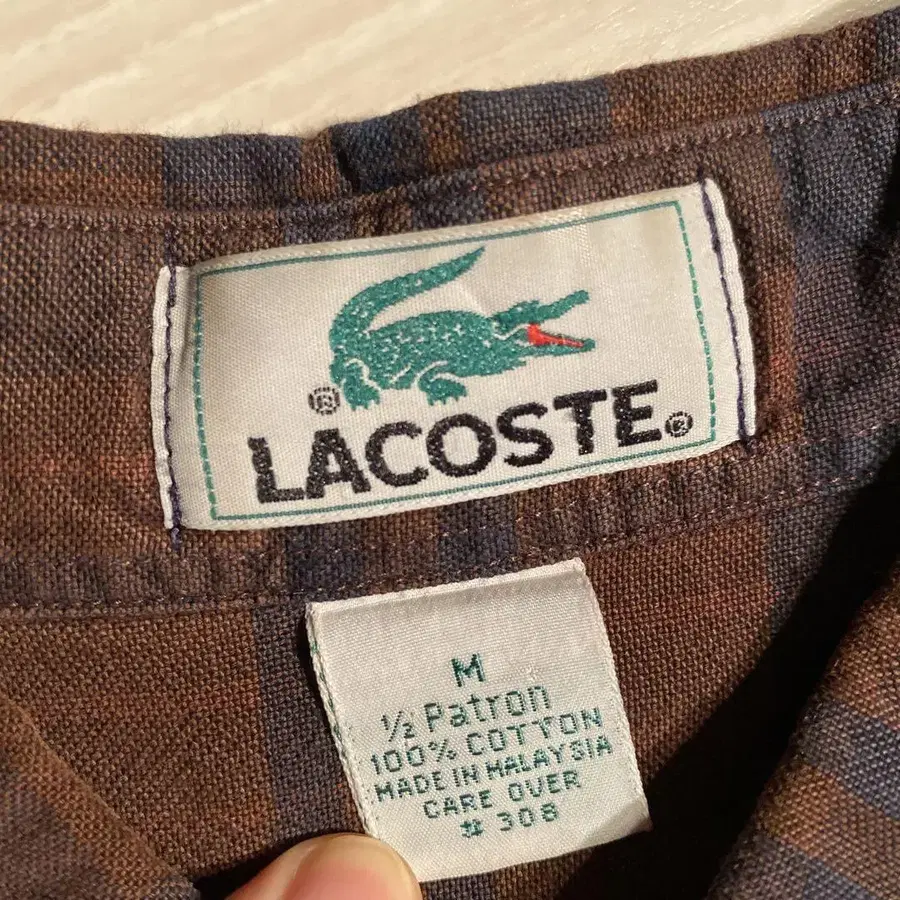 ®
LACOSTE®
M
½ Patron
100% COTTON
MADE IN MALAYSIA
CARE OVER
# 308